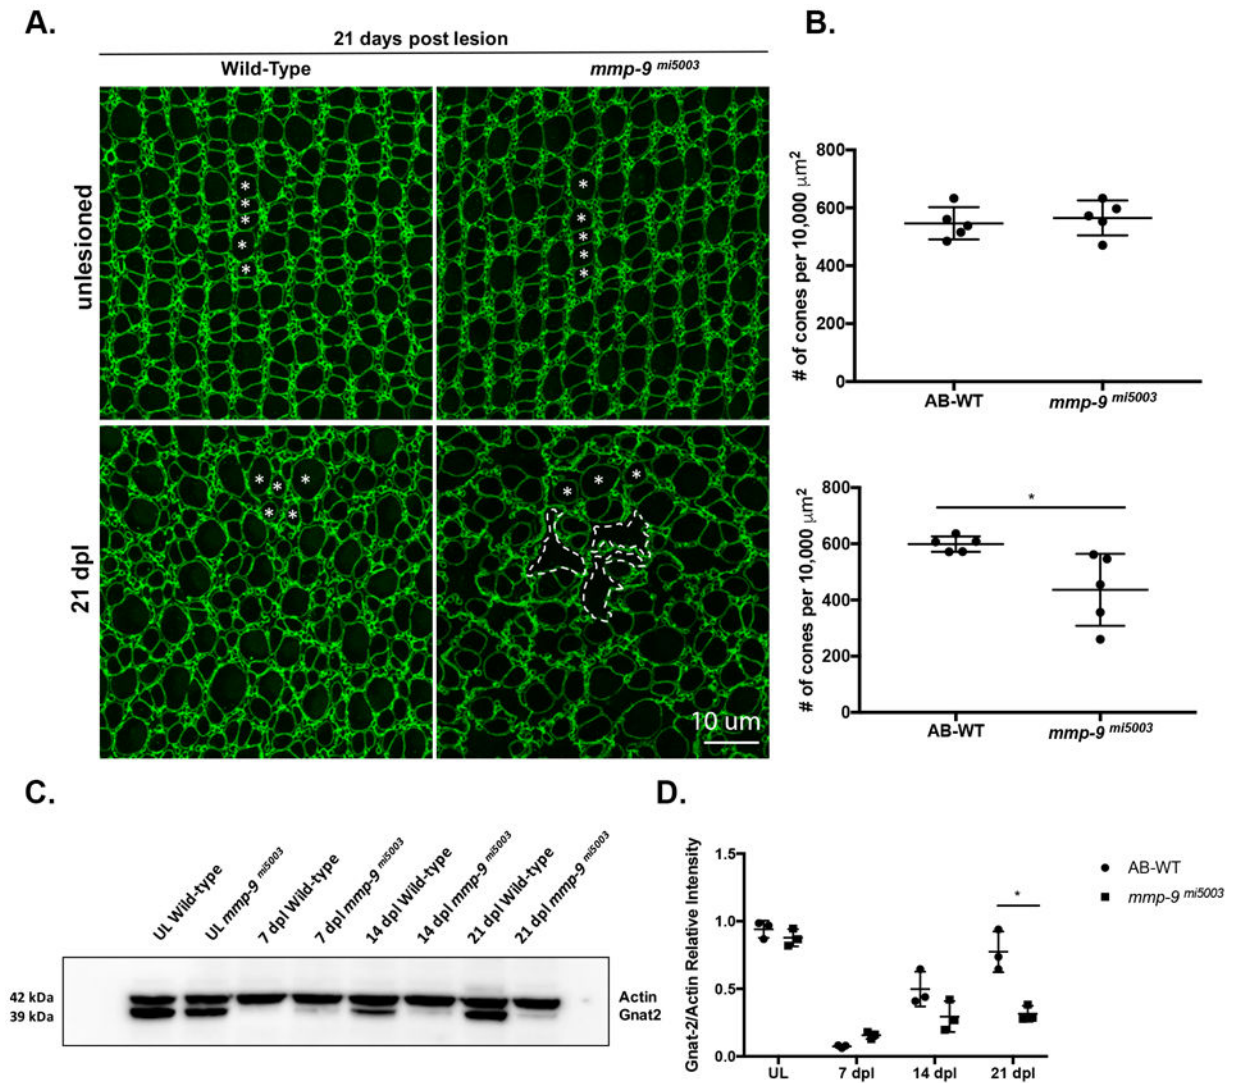 A.
21 days post lesion
Wild-Type
mmp-9 mi5003
unlesioned
* * * * *
* * * * *
21 dpl
* * * * *
* * *
10 um
B.
# of cones per 10,000 μm2
800
600
400
200
0
AB-WT
mmp-9 mi5003
# of cones per 10,000 μm2
800
600
400
200
0
*
AB-WT
mmp-9 mi5003
C.
UL Wild-type
UL mmp-9 mi5003
7 dpl Wild-type
7 dpl mmp-9 mi5003
14 dpl Wild-type
14 dpl mmp-9 mi5003
21 dpl Wild-type
21 dpl mmp-9 mi5003
42 kDa
39 kDa
Actin
Gnat2
D.
Gnat-2/Actin Relative Intensity
1.5
1.0
0.5
0.0
*
UL
7 dpl
14 dpl
21 dpl
AB-WT
mmp-9 mi5003